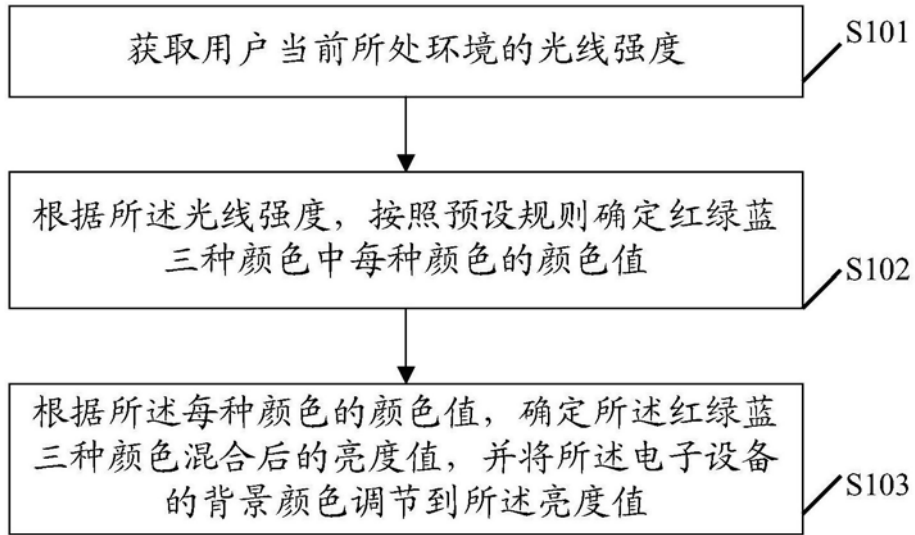 获取用户当前所处环境的光线强度
S101
根据所述光线强度，按照预设规则确定红绿蓝
三种颜色中每种颜色的颜色值
S102
根据所述每种颜色的颜色值，确定所述红绿蓝
三种颜色混合后的亮度值，并将所述电子设备
的背景颜色调节到所述亮度值
S103